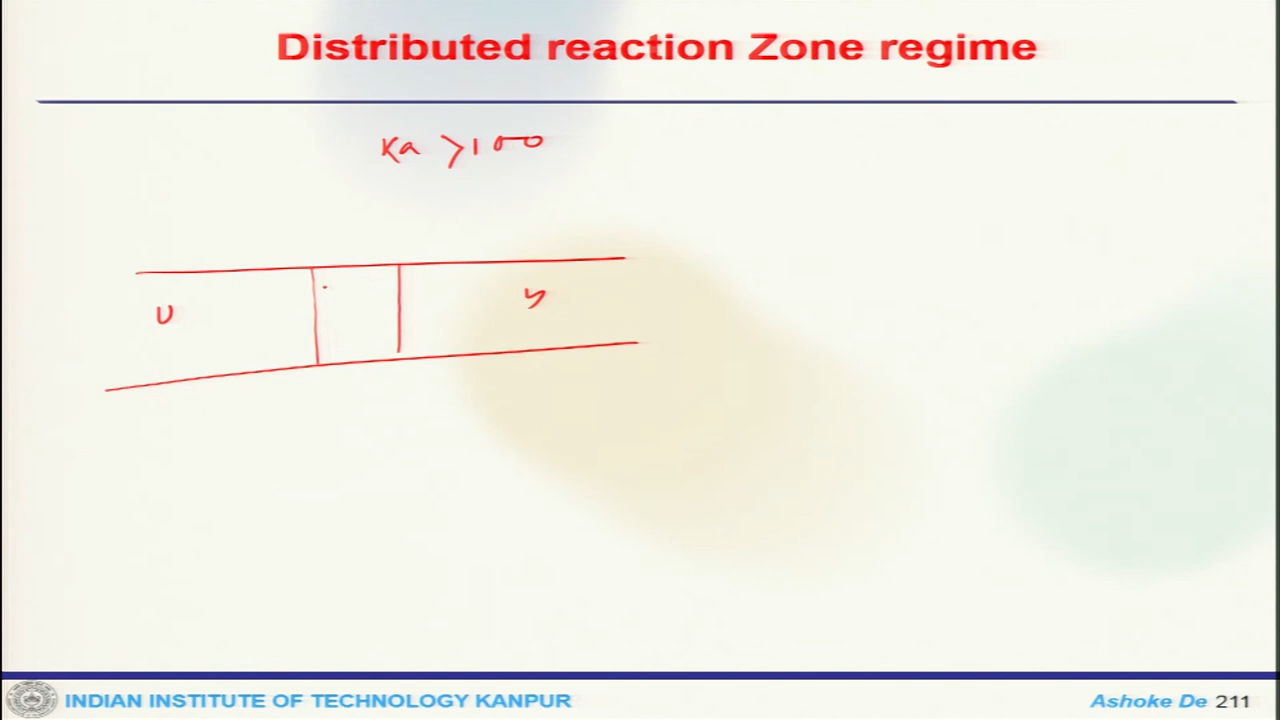 Distributed reaction Zone regime
Ka >100
U
b
INDIAN INSTITUTE OF TECHNOLOGY KANPUR
Ashoke De 211